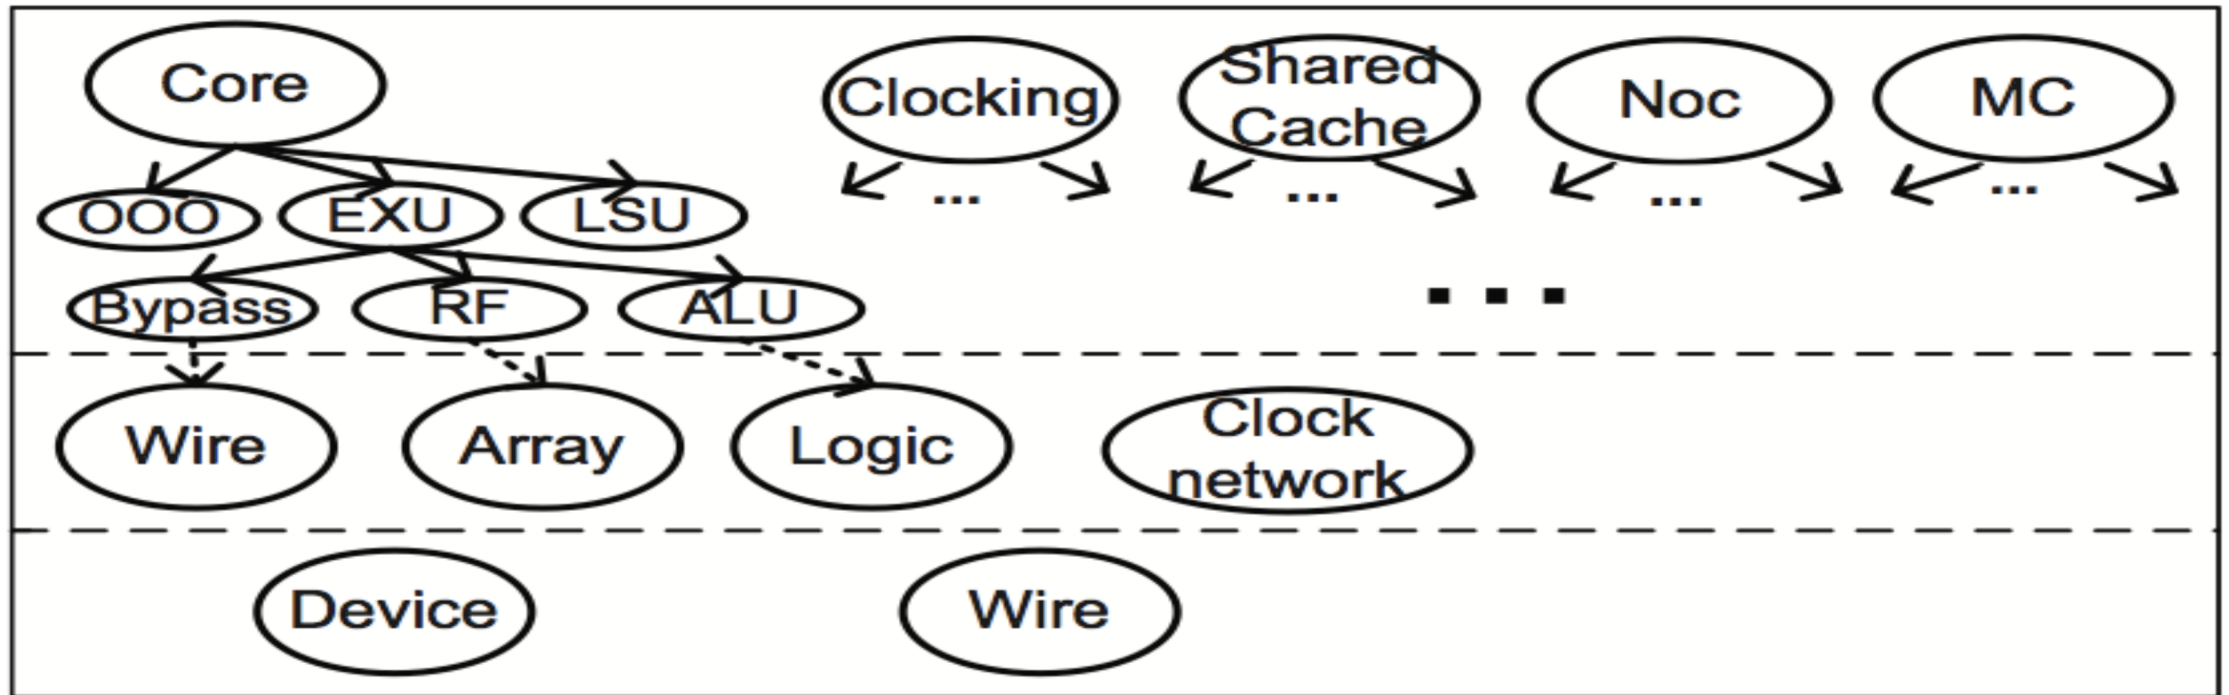 Core
Clocking
Shared
Cache
Noc
MC
OOO
EXU
LSU
...
...
...
...
Bypass
RF
ALU
...
Wire
Array
Logic
Clock
network
Device
Wire